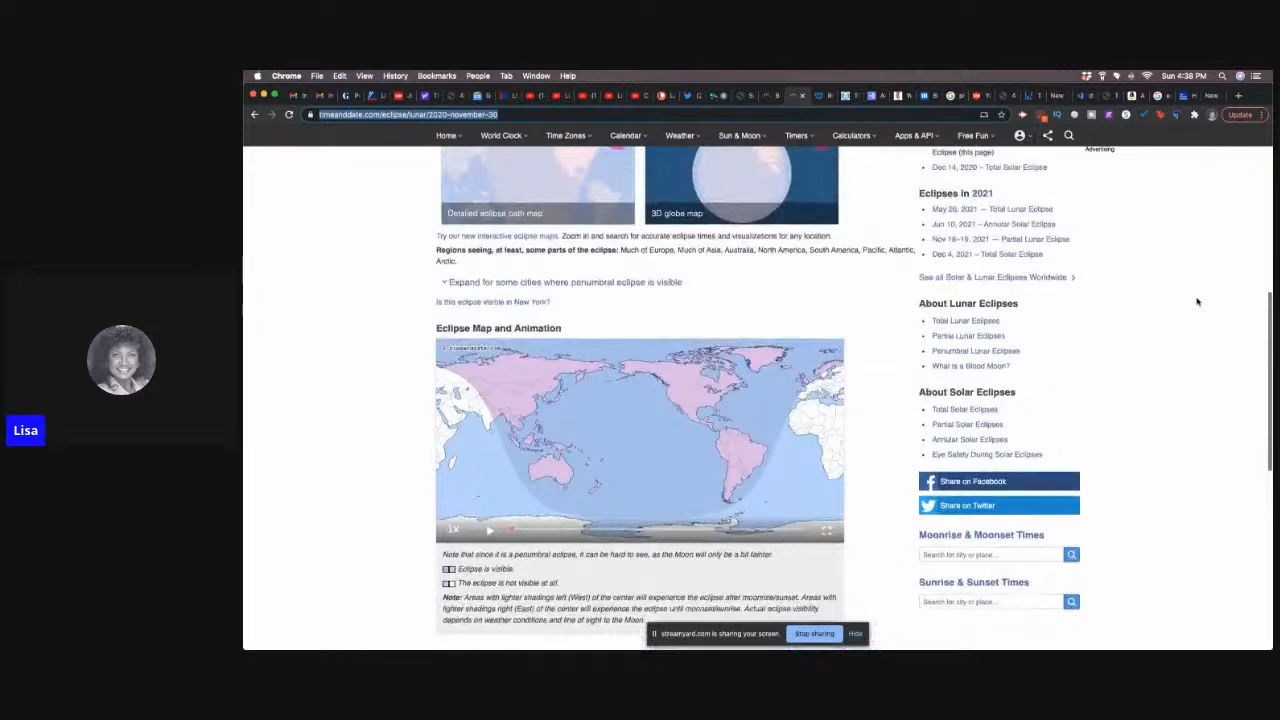 Chrome File Edit View History Bookmarks People Tab Window Help Sun 4:38 PM
timeanddate.com/eclipse/lunar/2020-november-30 Update
Home World Clock Time Zones Calendar Weather Sun & Moon Timers Calculators Apps & API Free Fun
Eclipse (this page)
Advertising
Dec 14, 2020 – Total Solar Eclipse
Detailed eclipse path map
3D globe map
Try our new interactive eclipse maps. Zoom in and search for accurate eclipse times and visualizations for any location.
Regions seeing, at least, some parts of the eclipse: Much of Europe, Much of Asia, Australia, North America, South America, Pacific, Atlantic,
Arctic.
Expand for some cities where penumbral eclipse is visible
Is this eclipse visible in New York?
Eclipse Map and Animation
© timeanddate.com
1X
Note that since it is a penumbral eclipse, it can be hard to see, as the Moon will only be a bit fainter.
Eclipse is visible.
The eclipse is not visible at all.
Note: Areas with lighter shadings left (West) of the center will experience the eclipse after moonrise/sunset. Areas with
lighter shadings right (East) of the center will experience the eclipse until moonset/sunrise. Actual eclipse visibility
depends on weather conditions and line of sight to the Moon.
Eclipses in 2021
May 26, 2021 — Total Lunar Eclipse
Jun 10, 2021 – Annular Solar Eclipse
Nov 18–19, 2021 — Partial Lunar Eclipse
Dec 4, 2021 – Total Solar Eclipse
See all Solar & Lunar Eclipses Worldwide
About Lunar Eclipses
Total Lunar Eclipses
Partial Lunar Eclipses
Penumbral Lunar Eclipses
What is a Blood Moon?
About Solar Eclipses
Total Solar Eclipses
Partial Solar Eclipses
Annular Solar Eclipses
Eye Safety During Solar Eclipses
Share on Facebook
Share on Twitter
Moonrise & Moonset Times
Search for city or place...
Sunrise & Sunset Times
Search for city or place...
streamyard.com is sharing your screen. Stop sharing Hide
Lisa